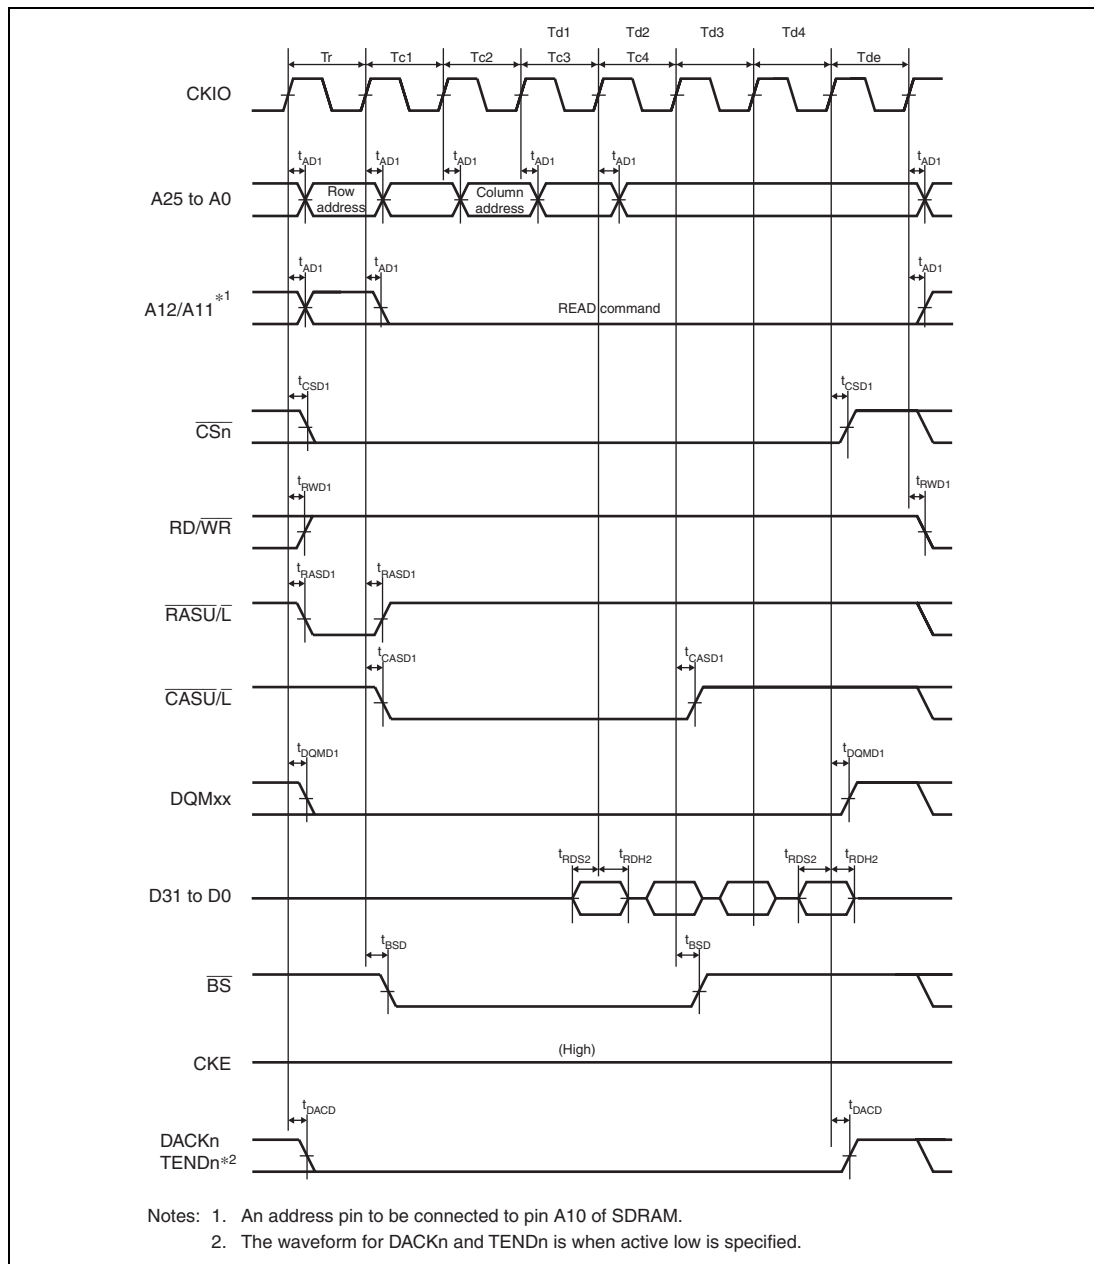 Td1 Td2 Td3 Td4
Tr Tc1 Tc2 Tc3 Tc4 Tde
CKIO
tAD1 tAD1 tAD1 tAD1 tAD1 tAD1
A25 to A0
Row address
Column address
tAD1 tAD1 tAD1
A12/A11*1
READ command
tCSD1 tCSD1
CSn
tRWD1 tRWD1
RD/WR
tRASD1 tRASD1
RASU/L
tCASD1 tCASD1
CASU/L
tDQMD1 tDQMD1
DQMxx
tRDS2 tRDH2 tRDS2 tRDH2
D31 to D0
tBSD tBSD
BS
(High)
CKE
tDACD tDACD
DACKn
TENDn*2
Notes: 1. An address pin to be connected to pin A10 of SDRAM.
2. The waveform for DACKn and TENDn is when active low is specified.